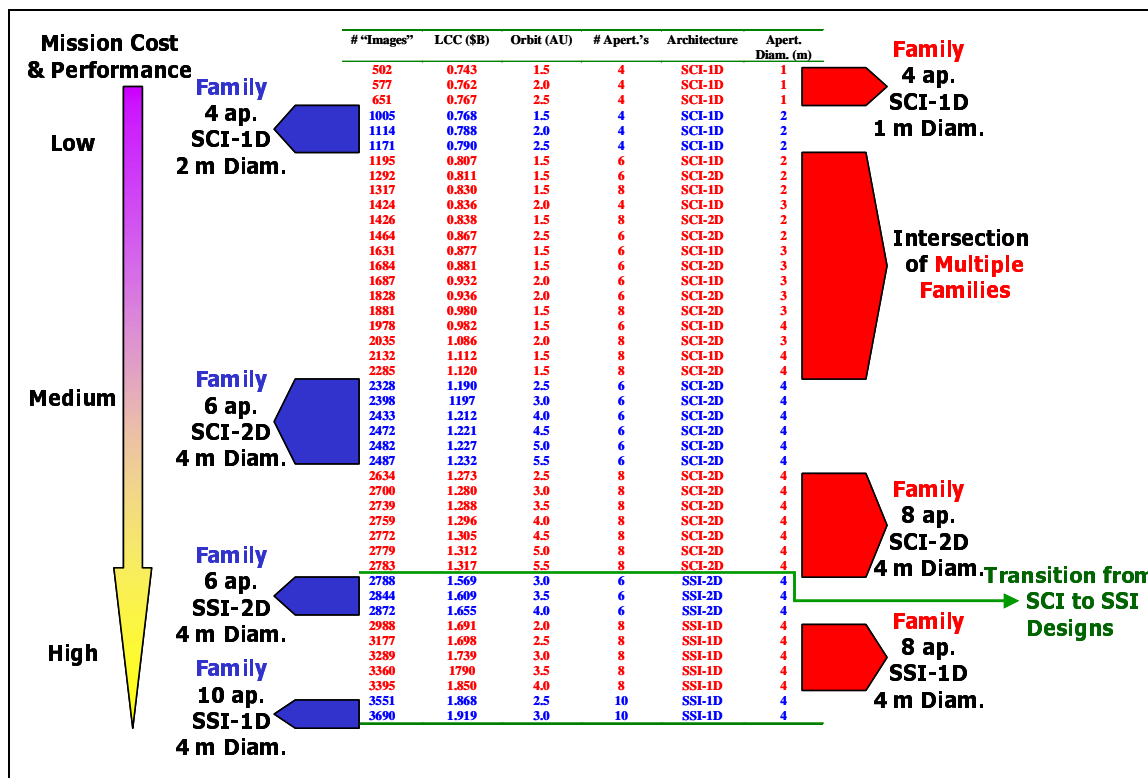 Mission Cost
& Performance
Low
Medium
High
Family
4 ap.
SCI-1D
2 m Diam.
Family
6 ap.
SCI-2D
4 m Diam.
Family
6 ap.
SSI-2D
4 m Diam.
Family
10 ap.
SSI-1D
4 m Diam.
# “Images” LCC ($B) Orbit (AU) # Apert.'s Architecture Apert.
Diam. (m)
502 0.743 1.5 4 SCI-1D 1
577 0.762 2.0 4 SCI-1D 1
651 0.767 2.5 4 SCI-1D 1
1005 0.768 1.5 4 SCI-1D 2
1114 0.788 2.0 4 SCI-1D 2
1171 0.790 2.5 4 SCI-1D 2
1195 0.807 1.5 6 SCI-1D 2
1292 0.811 1.5 6 SCI-2D 2
1317 0.830 1.5 8 SCI-1D 2
1424 0.836 2.0 4 SCI-1D 3
1426 0.838 1.5 8 SCI-2D 2
1464 0.867 2.5 6 SCI-2D 2
1631 0.877 1.5 6 SCI-1D 3
1684 0.881 1.5 6 SCI-2D 3
1687 0.932 2.0 6 SCI-1D 3
1828 0.936 2.0 6 SCI-2D 3
1881 0.980 1.5 8 SCI-2D 3
1978 0.982 1.5 6 SCI-1D 4
2035 1.086 2.0 8 SCI-2D 3
2132 1.112 1.5 8 SCI-1D 4
2285 1.120 1.5 8 SCI-2D 4
2328 1.190 2.5 6 SCI-2D 4
2398 1197 3.0 6 SCI-2D 4
2433 1.212 4.0 6 SCI-2D 4
2472 1.221 4.5 6 SCI-2D 4
2482 1.227 5.0 6 SCI-2D 4
2487 1.232 5.5 6 SCI-2D 4
2634 1.273 2.5 8 SCI-2D 4
2700 1.280 3.0 8 SCI-2D 4
2739 1.288 3.5 8 SCI-2D 4
2759 1.296 4.0 8 SCI-2D 4
2772 1.305 4.5 8 SCI-2D 4
2779 1.312 5.0 8 SCI-2D 4
2783 1.317 5.5 8 SCI-2D 4
2788 1.569 3.0 6 SSI-2D 4
2844 1.609 3.5 6 SSI-2D 4
2872 1.655 4.0 6 SSI-2D 4
2988 1.691 2.0 8 SSI-1D 4
3177 1.698 2.5 8 SSI-1D 4
3289 1.739 3.0 8 SSI-1D 4
3360 1790 3.5 8 SSI-1D 4
3395 1.850 4.0 8 SSI-1D 4
3551 1.868 2.5 10 SSI-1D 4
3690 1.919 3.0 10 SSI-1D 4
Family
4 ap.
SCI-1D
1 m Diam.
Intersection
of Multiple
Families
Family
8 ap.
SCI-2D
4 m Diam.
Transition from
SCI to SSI
Designs
Family
8 ap.
SSI-1D
4 m Diam.